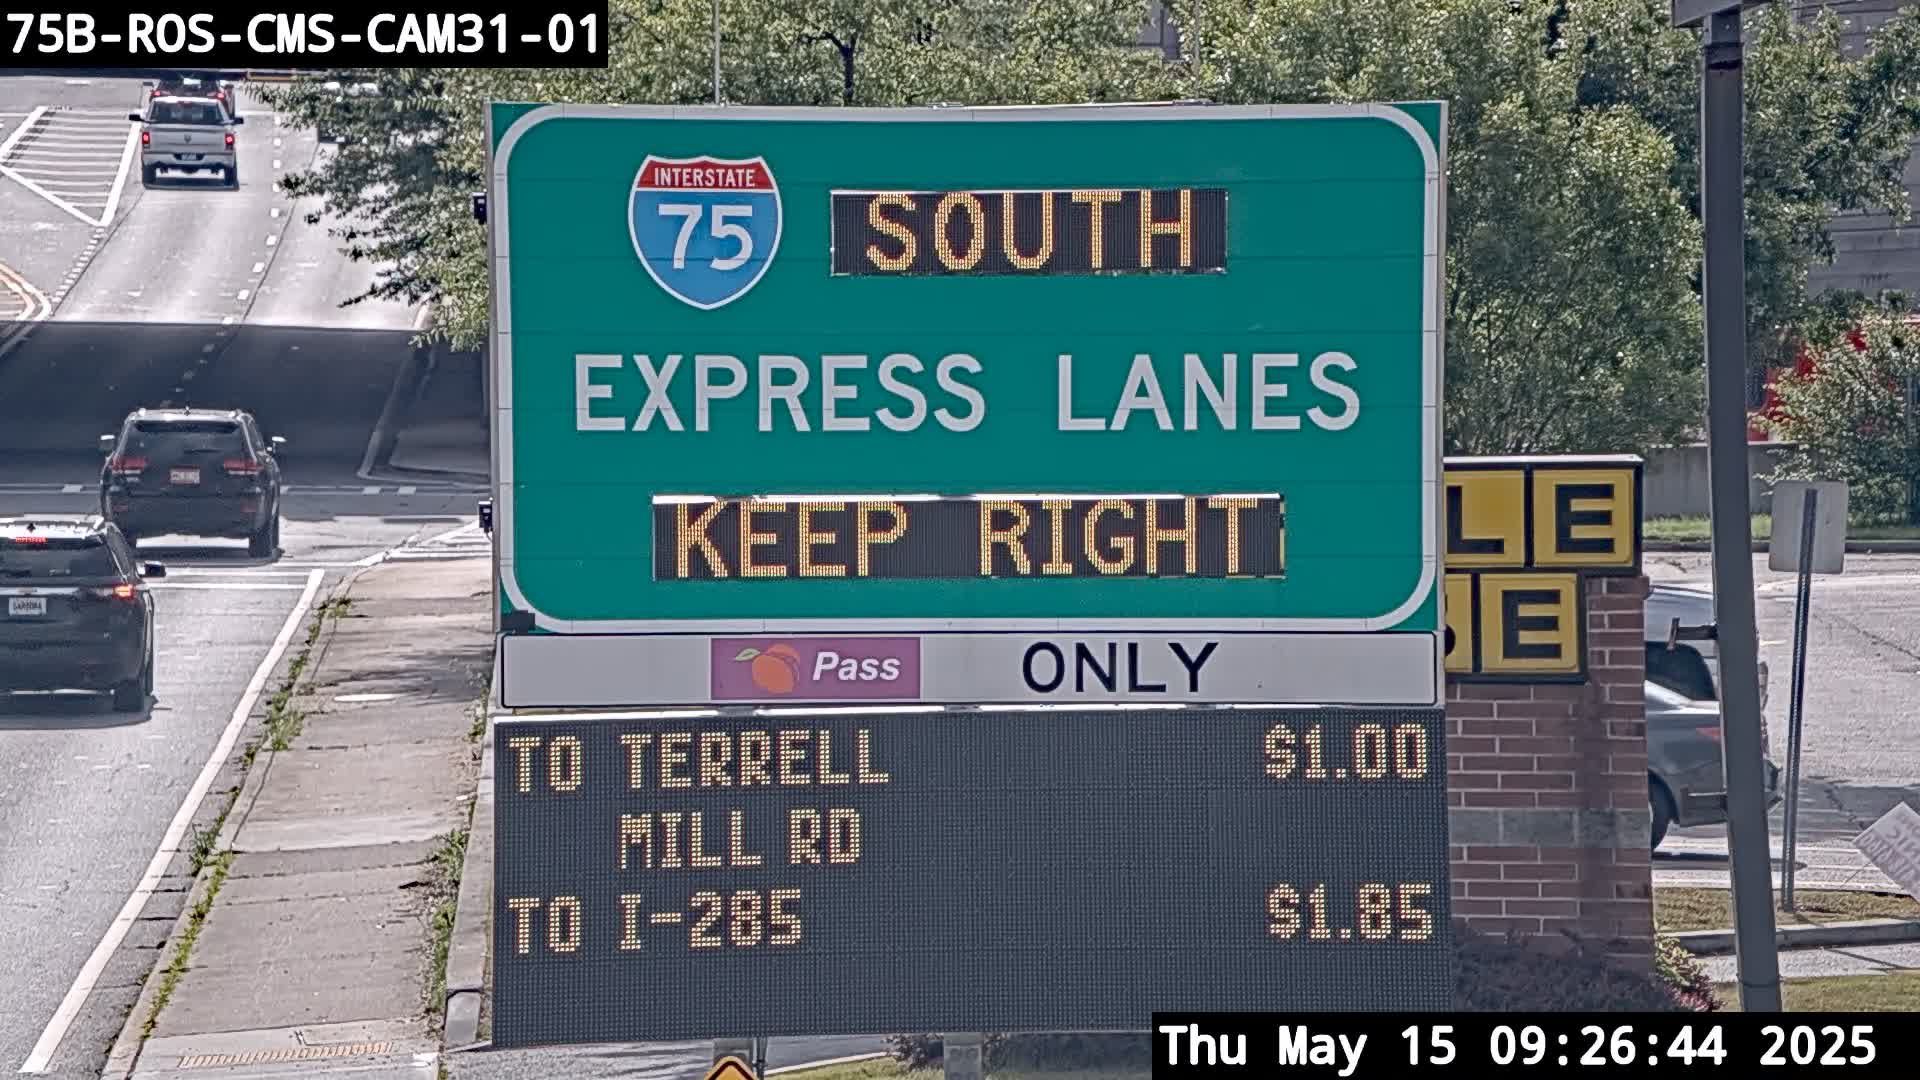 75B-ROS-CMS-CAM31-01
INTERSTATE
75
SOUTH
EXPRESS LANES
KEEP RIGHT
Pass ONLY
TO TERRELL $1.00
MILL RD
TO I-285 $1.85
LE
E
Thu May 15 09:26:44 2025